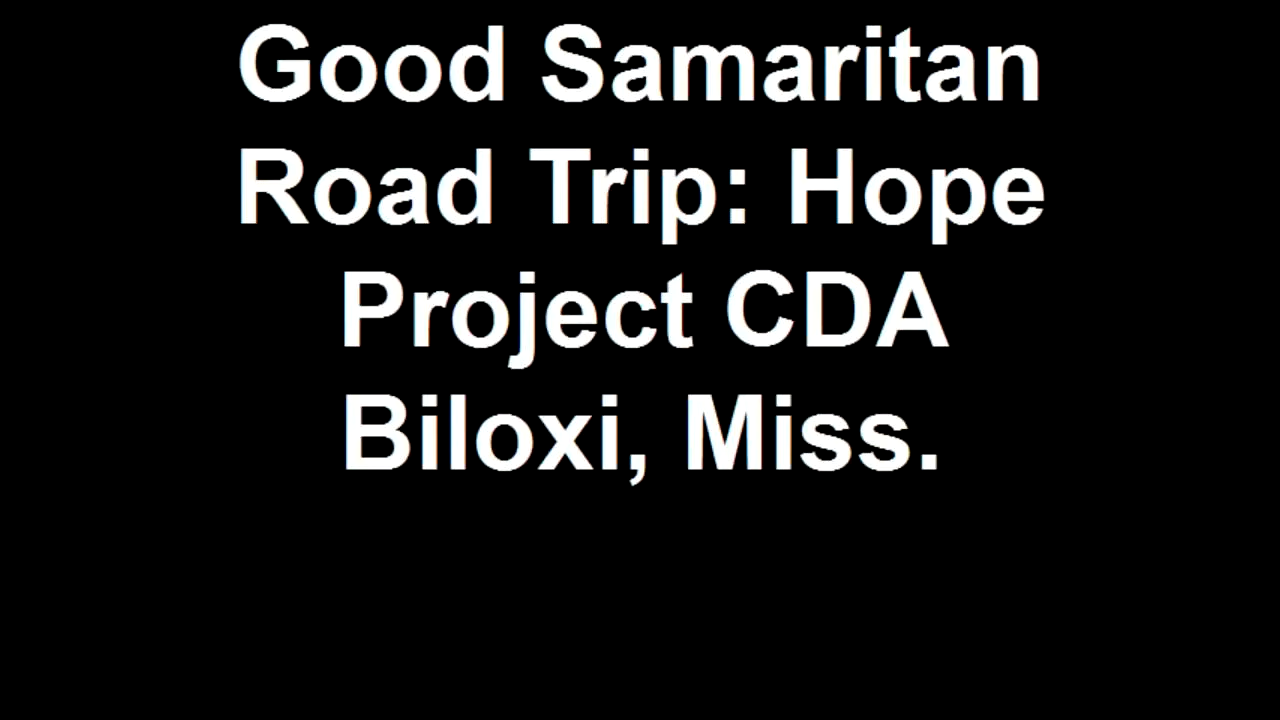 Good Samaritan
Road Trip: Hope
Project CDA
Biloxi, Miss.